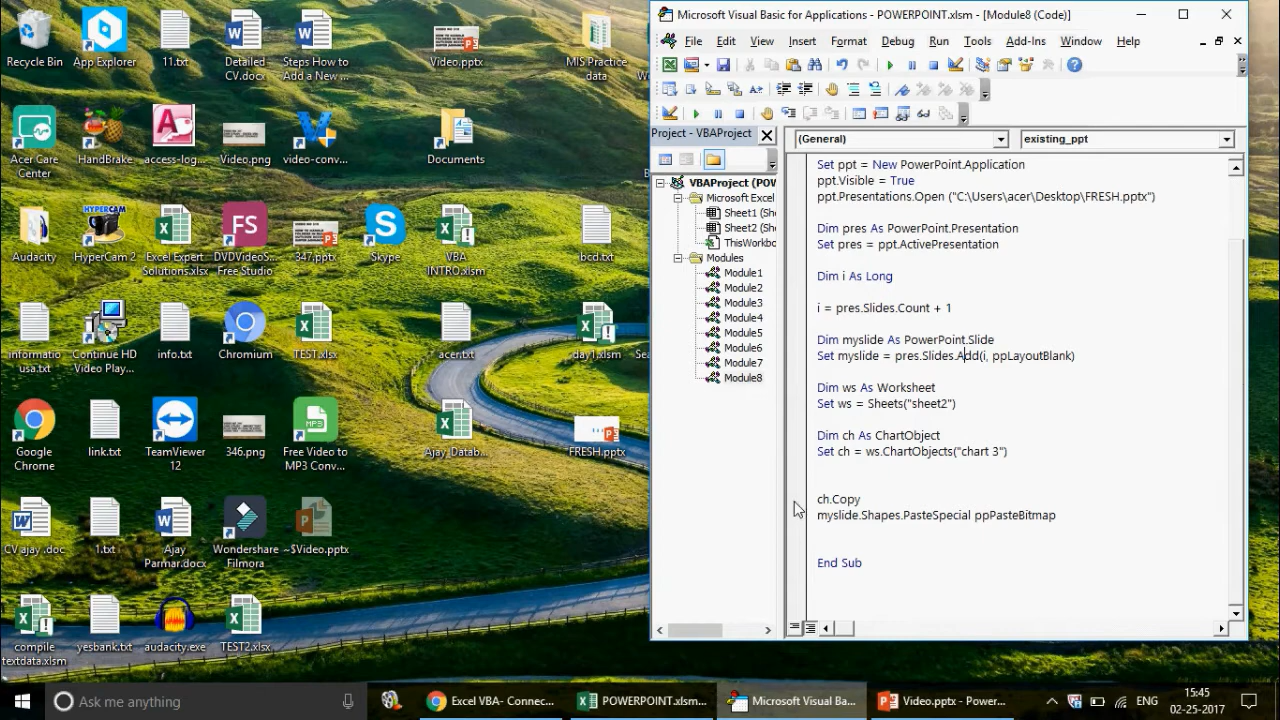 Recycle Bin
App Explorer
11.txt
Detailed
CV.docx
Steps How to
Add a New ...
Video.pptx
MIS Practice
data
Acer Care
Center
HandBrake
access-log...
Video.png
video-conv...
Documents
Audacity
HyperCam 2
Excel Expert
Solutions.xlsx
DVDVideoS...
Free Studio
347.pptx
Skype
VBA
INTRO.xlsm
bcd.txt
informatio
usa.txt
Continue HD
Video Play...
info.txt
Chromium
TEST.xlsx
acer.txt
day1.xlsm
Google
Chrome
link.txt
TeamViewer
12
346.png
Free Video to
MP3 Conv...
Ajay Datab...
FRESH.pptx
CV ajay .doc
1.txt
Ajay
Parmar.docx
Wondershare
Filmora
~$Video.pptx
compile
textdata.xlsm
yesbank.txt
audacity.exe
TEST2.xlsx
Microsoft Visual Basic for Applications - POWERPOINT.xlsm - [Module8 (Code)]
File Edit View Insert Format Debug Run Tools Add-Ins Window Help
Project - VBAProject
VBAProject (POW
Microsoft Excel
Sheet1 (She
Sheet2 (She
ThisWorkbo
Modules
Module1
Module2
Module3
Module4
Module5
Module6
Module7
Module8
(General)
existing_ppt
Set ppt = New PowerPoint.Application
ppt.Visible = True
ppt.Presentations.Open ("C:\Users\acer\Desktop\FRESH.pptx")
Dim pres As PowerPoint.Presentation
Set pres = ppt.ActivePresentation
Dim i As Long
i = pres.Slides.Count + 1
Dim myslide As PowerPoint.Slide
Set myslide = pres.Slides.Add(i, ppLayoutBlank)
Dim ws As Worksheet
Set ws = Sheets("sheet2")
Dim ch As ChartObject
Set ch = ws.ChartObjects("chart 3")
ch.Copy
myslide.Shapes.PasteSpecial ppPasteBitmap
End Sub
Ask me anything
Excel VBA- Connec...
POWERPOINT.xlsm...
Microsoft Visual Ba...
Video.pptx - Power...
ENG
15:45
02-25-2017